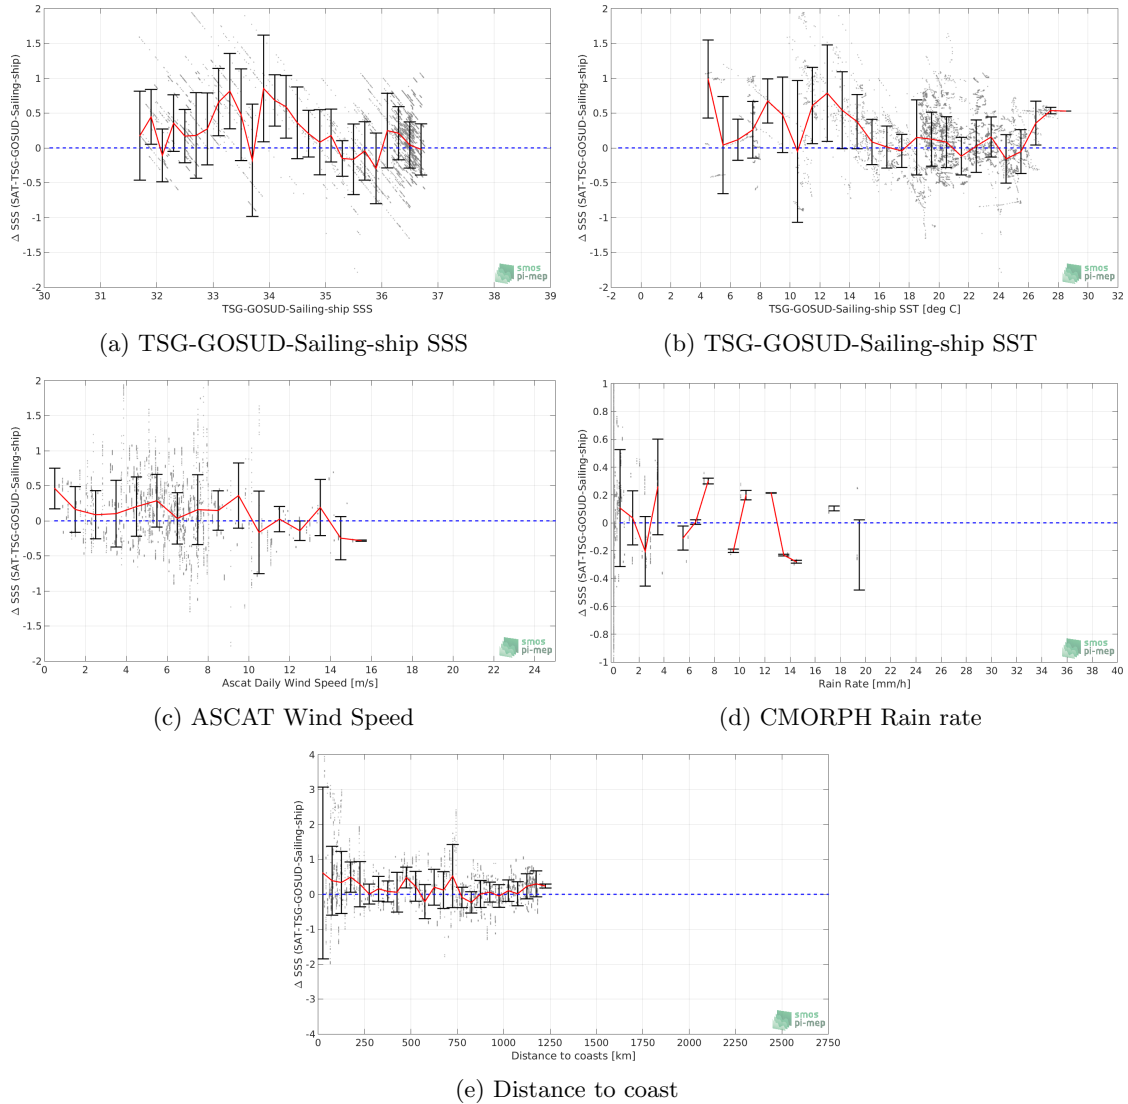 2
1.5
1
0.5
0
-0.5
-1
-1.5
-2
Δ SSS (SAT-TSG-GOSUD-Sailing-ship)
30 31 32 33 34 35 36 37 38 39
TSG-GOSUD-Sailing-ship SSS
smos
pi-mep
(a) TSG-GOSUD-Sailing-ship SSS
2
1.5
1
0.5
0
-0.5
-1
-1.5
-2
Δ SSS (SAT-TSG-GOSUD-Sailing-ship)
-2 0 2 4 6 8 10 12 14 16 18 20 22 24 26 28 30 32
TSG-GOSUD-Sailing-ship SST [deg C]
smos
pi-mep
(b) TSG-GOSUD-Sailing-ship SST
2
1.5
1
0.5
0
-0.5
-1
-1.5
-2
Δ SSS (SAT-TSG-GOSUD-Sailing-ship)
0 2 4 6 8 10 12 14 16 18 20 22 24
Ascat Daily Wind Speed [m/s]
smos
pi-mep
(c) ASCAT Wind Speed
1
0.8
0.6
0.4
0.2
0
-0.2
-0.4
-0.6
-0.8
-1
Δ SSS (SAT-TSG-GOSUD-Sailing-ship)
0 2 4 6 8 10 12 14 16 18 20 22 24 26 28 30 32 34 36 38 40
Rain Rate [mm/h]
smos
pi-mep
(d) CMORPH Rain rate
4
3
2
1
0
-1
-2
-3
-4
Δ SSS (SAT-TSG-GOSUD-Sailing-ship)
0 250 500 750 1000 1250 1500 1750 2000 2250 2500 2750
Distance to coasts [km]
smos
pi-mep
(e) Distance to coast